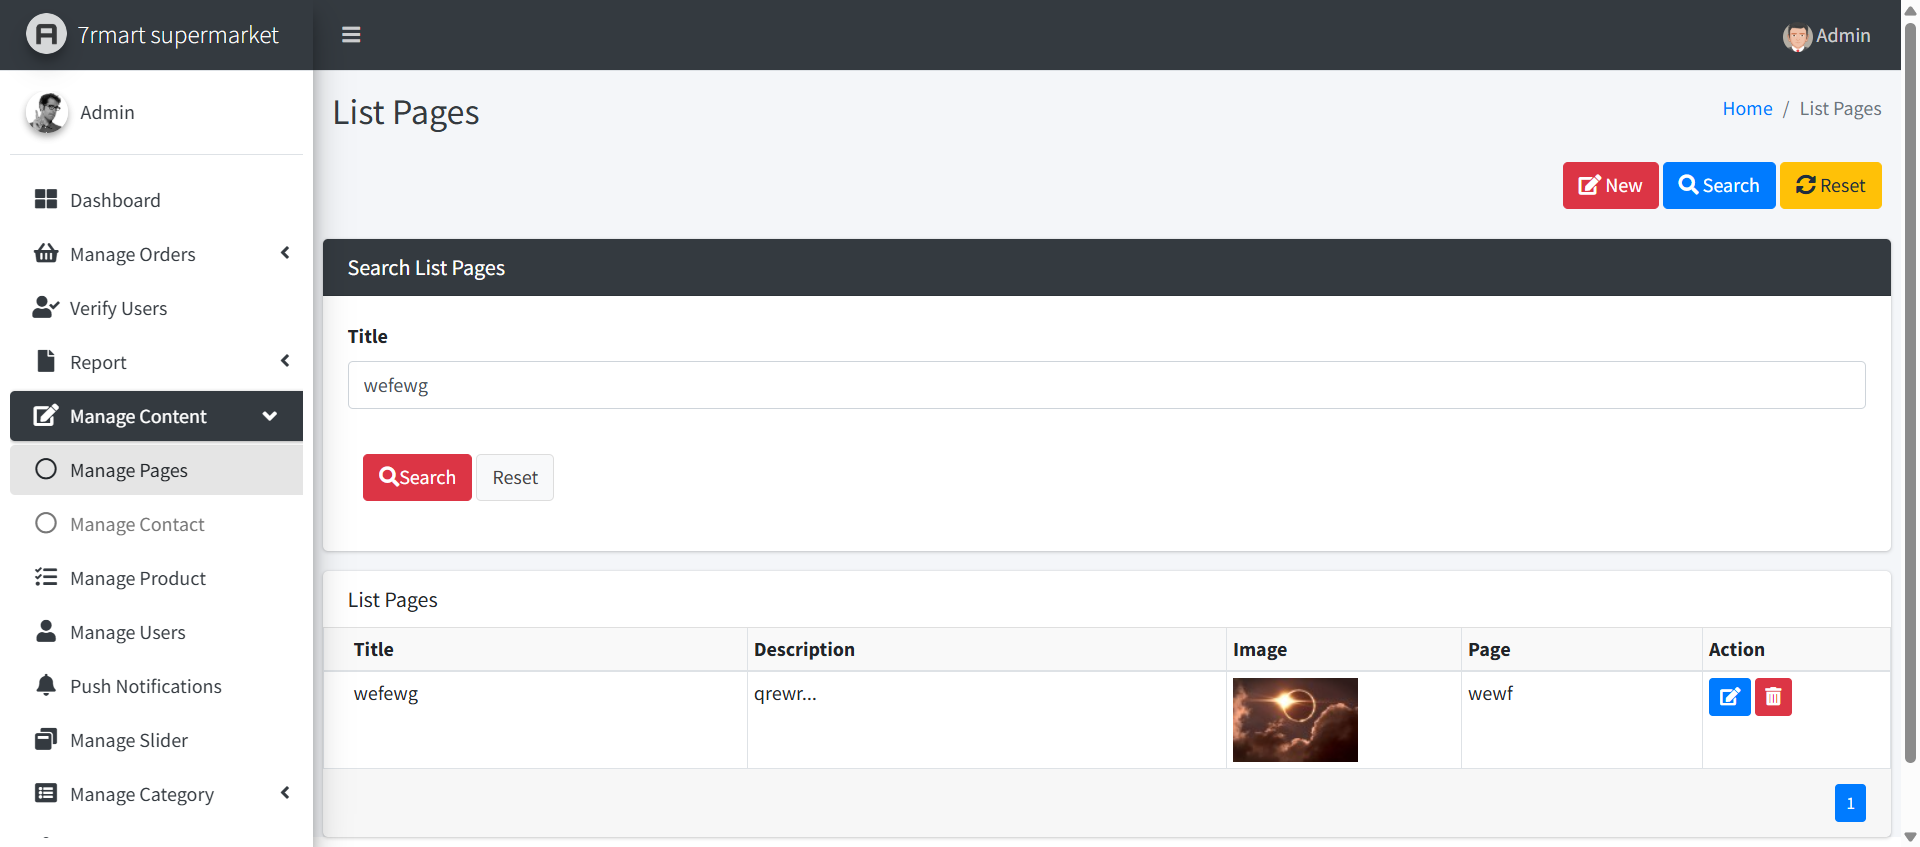 7rmart supermarket
Admin
Admin
Dashboard
Manage Orders
Verify Users
Report
Manage Content
Manage Pages
Manage Contact
Manage Product
Manage Users
Push Notifications
Manage Slider
Manage Category
List Pages
Home / List Pages
New Search Reset
Search List Pages
Title
wefewg
Search Reset
List Pages
Title Description Image Page Action
wefewg qrewr... wewf
1